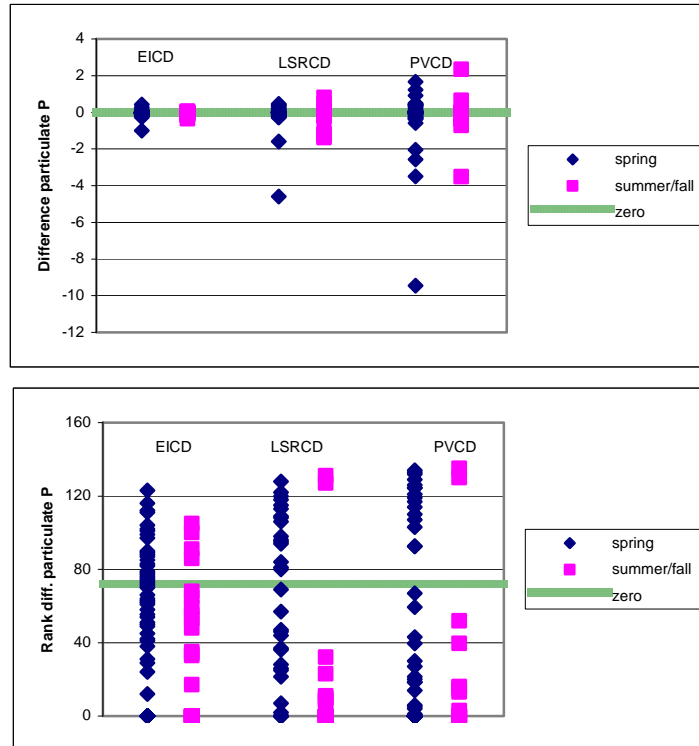 4
2
0
-2
-4
-6
-8
-10
-12
Difference particulate P
EICD
LSRCD
PVCD
spring
summer/fall
zero
160
120
80
40
0
Rank diff. particulate P
EICD
LSRCD
PVCD
spring
summer/fall
zero